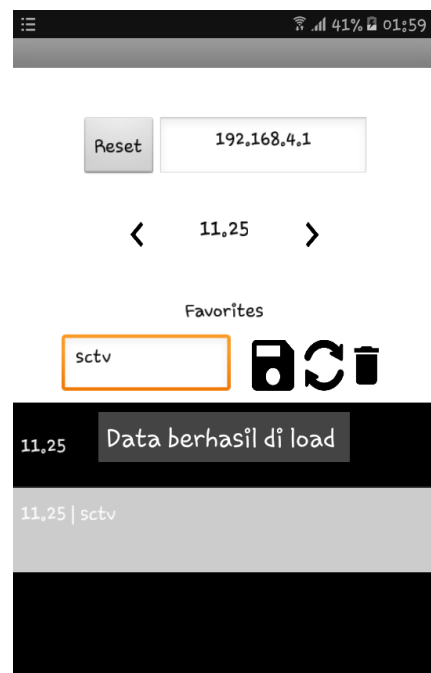 41% 01:59
Reset 192.168.4.1
11.25
Favorites
sctv
11.25
Data berhasil di load
11.25 | sctv